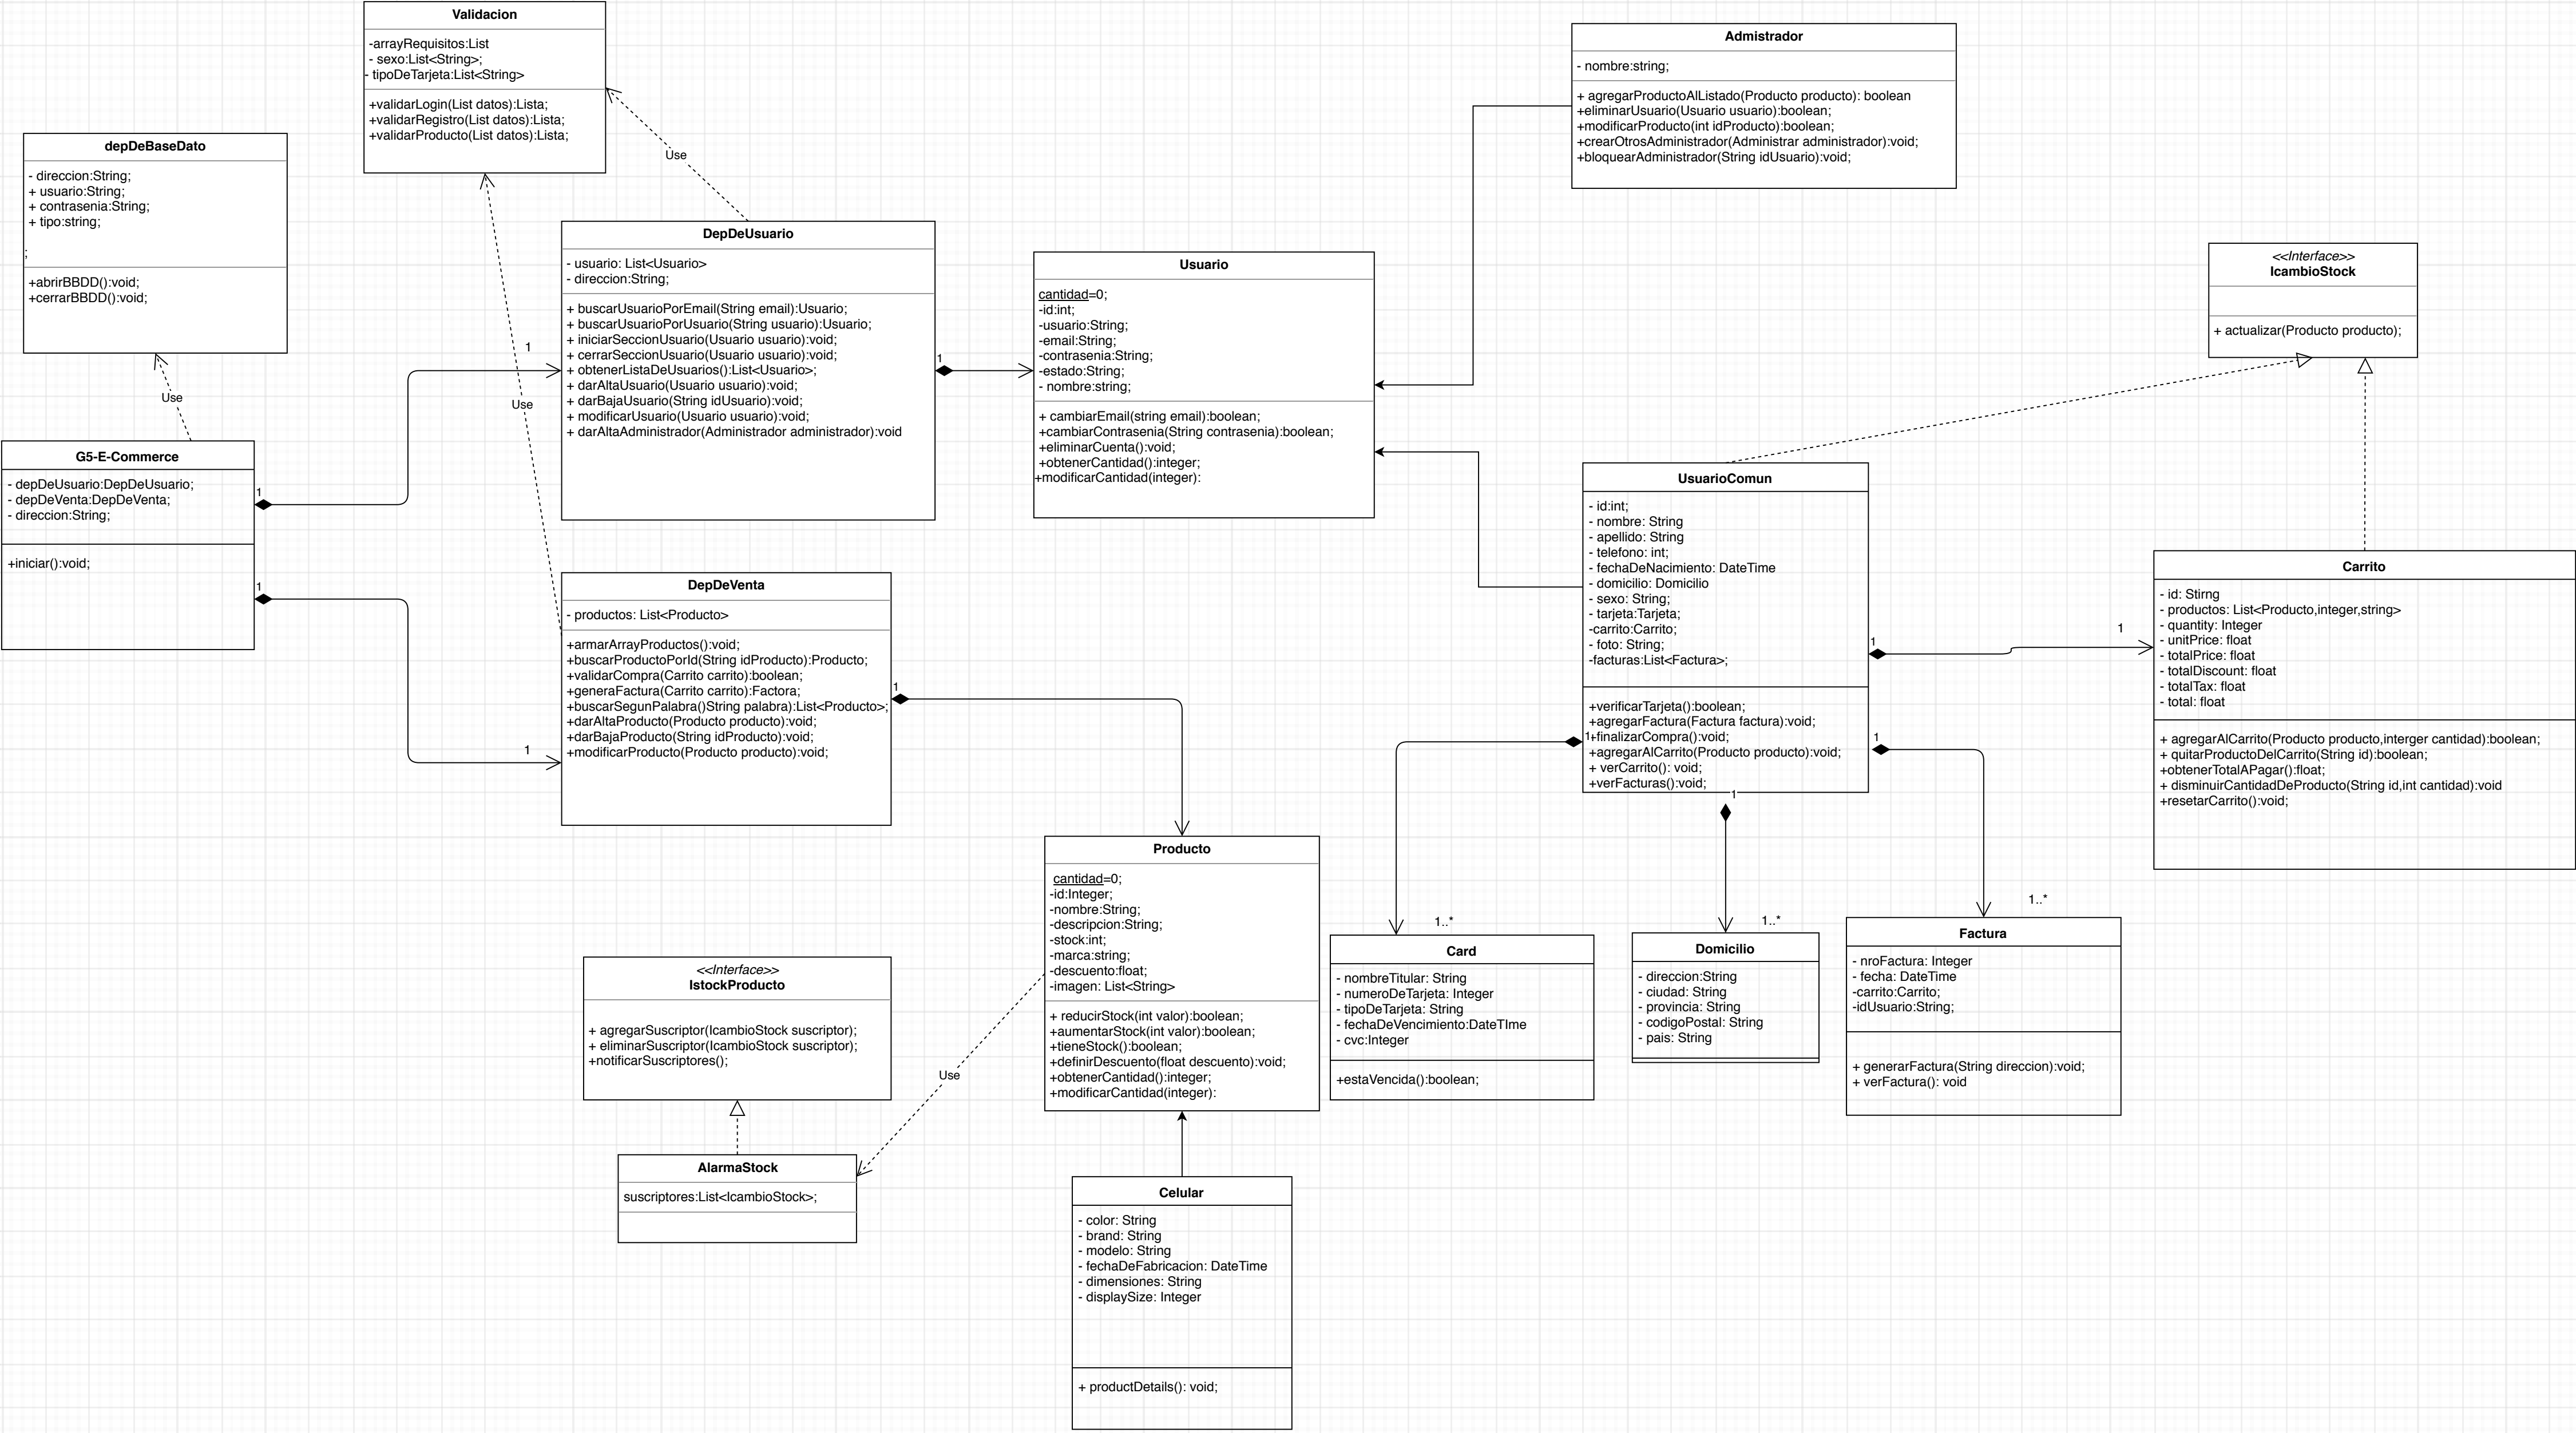 Validacion
-arrayRequisitos:List
- sexo:List<String>;
- tipoDeTarjeta:List<String>
+validarLogin(List datos):Lista;
+validarRegistro(List datos):Lista;
+validarProducto(List datos):Lista;
Admistrador
- nombre:string;
+ agregarProductoAlListado(Producto producto): boolean
+eliminarUsuario(Usuario usuario):boolean;
+modificarProducto(int idProducto):boolean;
+crearOtrosAdministrador(Administrar administrador):void;
+bloquearAdministrador(String idUsuario):void;
depDeBaseDato
- direccion:String;
+ usuario:String;
+ contrasenia:String;
+ tipo:string;
;
+abrirBBDD():void;
+cerrarBBDD():void;
Use
Use
Use
DepDeUsuario
- usuario: List<Usuario>
- direccion:String;
+ buscarUsuarioPorEmail(String email):Usuario;
+ buscarUsuarioPorUsuario(String usuario):Usuario;
+ iniciarSeccionUsuario(Usuario usuario):void;
+ cerrarSeccionUsuario(Usuario usuario):void;
+ obtenerListaDeUsuarios():List<Usuario>;
+ darAltaUsuario(Usuario usuario):void;
+ darBajaUsuario(String idUsuario):void;
+ modificarUsuario(Usuario usuario):void;
+ darAltaAdministrador(Administrador administrador):void
1
1
Usuario
cantidad=0;
-id:int;
-usuario:String;
-email:String;
-contrasenia:String;
-estado:String;
- nombre:string;
+ cambiarEmail(string email):boolean;
+cambiarContrasenia(String contrasenia):boolean;
+eliminarCuenta():void;
+obtenerCantidad():integer;
+modificarCantidad(integer):
<<Interface>>
IcambioStock
+ actualizar(Producto producto);
G5-E-Commerce
- depDeUsuario:DepDeUsuario;
- depDeVenta:DepDeVenta;
- direccion:String;
+iniciar():void;
1
1
1
DepDeVenta
- productos: List<Producto>
+armarArrayProductos():void;
+buscarProductoPorId(String idProducto):Producto;
+validarCompra(Carrito carrito):boolean;
+generaFactura(Carrito carrito):Factora;
+buscarSegunPalabra()String palabra):List<Producto>;
+darAltaProducto(Producto producto):void;
+darBajaProducto(String idProducto):void;
+modificarProducto(Producto producto):void;
1
UsuarioComun
- id:int;
- nombre: String
- apellido: String
- telefono: int;
- fechaDeNacimiento: DateTime
- domicilio: Domicilio
- sexo: String;
- tarjeta:Tarjeta;
-carrito:Carrito;
- foto: String;
-facturas:List<Factura>;
+verificarTarjeta():boolean;
+agregarFactura(Factura factura):void;
+finalizarCompra():void;
+agregarAlCarrito(Producto producto):void;
+ verCarrito(): void;
+verFacturas():void;
1
1
1
1
1
Carrito
- id: Stirng
- productos: List<Producto,integer,string>
- quantity: Integer
- unitPrice: float
- totalPrice: float
- totalDiscount: float
- totalTax: float
- total: float
+ agregarAlCarrito(Producto producto,interger cantidad):boolean;
+ quitarProductoDelCarrito(String id):boolean;
+obtenerTotalAPagar():float;
+ disminuirCantidadDeProducto(String id,int cantidad):void
+resetarCarrito():void;
Producto
cantidad=0;
-id:Integer;
-nombre:String;
-descripcion:String;
-stock:int;
-marca:string;
-descuento:float;
-imagen: List<String>
+ reducirStock(int valor):boolean;
+aumentarStock(int valor):boolean;
+tieneStock():boolean;
+definirDescuento(float descuento):void;
+obtenerCantidad():integer;
+modificarCantidad(integer):
1..*
1..*
1..*
Card
- nombreTitular: String
- numeroDeTarjeta: Integer
- tipoDeTarjeta: String
- fechaDeVencimiento:DateTIme
- cvc:Integer
+estaVencida():boolean;
Domicilio
- direccion:String
- ciudad: String
- provincia: String
- codigoPostal: String
- pais: String
Factura
- nroFactura: Integer
- fecha: DateTime
-carrito:Carrito;
-idUsuario:String;
+ generarFactura(String direccion):void;
+ verFactura(): void
<<Interface>>
IstockProducto
+ agregarSuscriptor(IcambioStock suscriptor);
+ eliminarSuscriptor(IcambioStock suscriptor);
+notificarSuscriptores();
Use
AlarmaStock
suscriptores:List<IcambioStock>;
Celular
- color: String
- brand: String
- modelo: String
- fechaDeFabricacion: DateTime
- dimensiones: String
- displaySize: Integer
+ productDetails(): void;